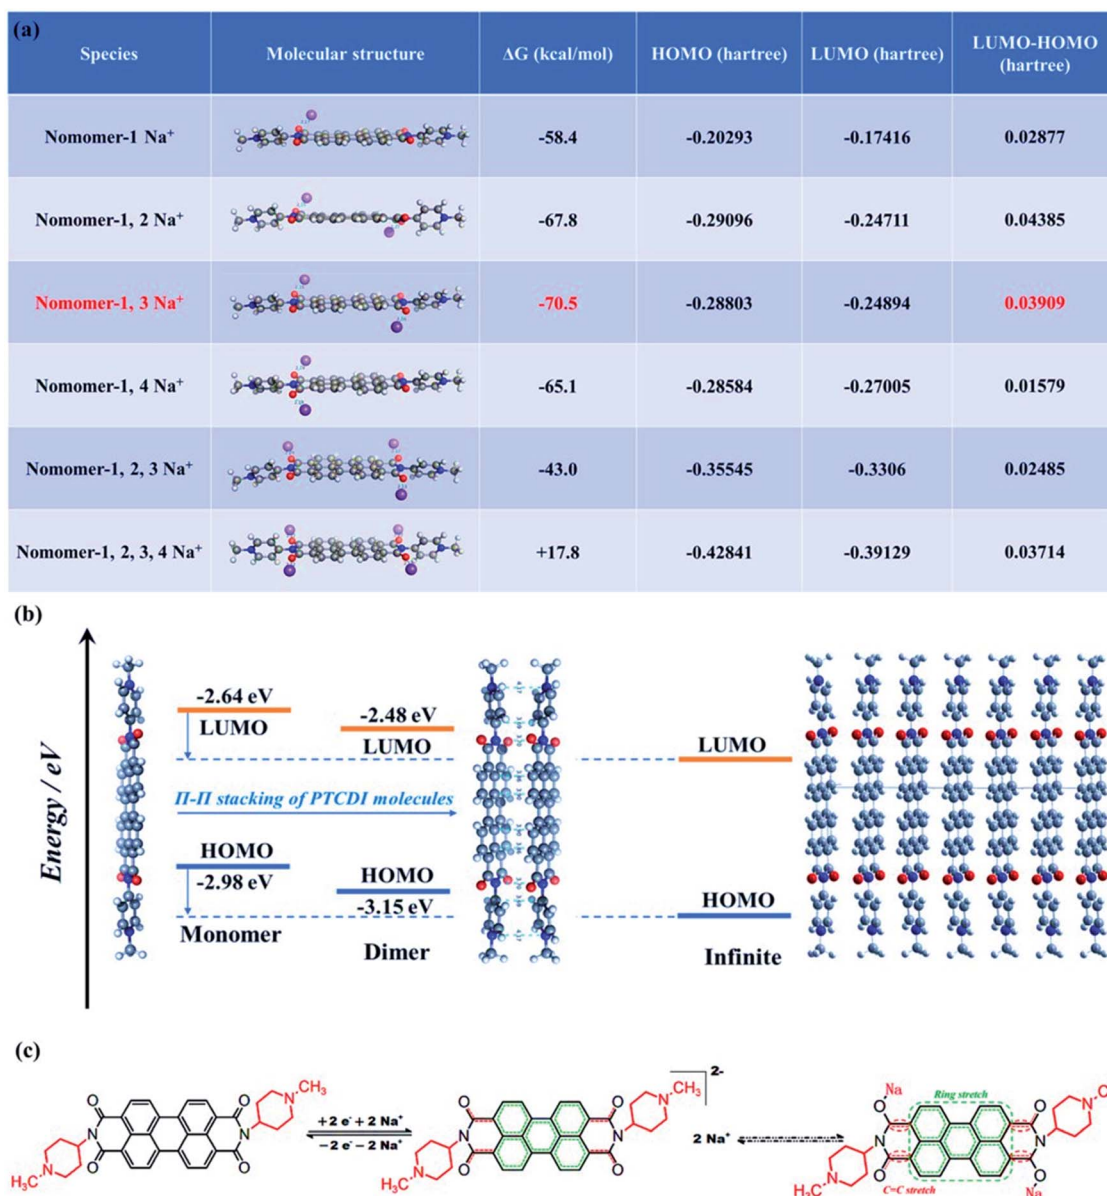 (a)
Species Molecular structure ΔG (kcal/mol) HOMO (hartree) LUMO (hartree) LUMO-HOMO
(hartree)
Nomomer-1 Na⁺ -58.4 -0.20293 -0.17416 0.02877
Nomomer-1, 2 Na⁺ -67.8 -0.29096 -0.24711 0.04385
Nomomer-1, 3 Na⁺ -70.5 -0.28803 -0.24894 0.03909
Nomomer-1, 4 Na⁺ -65.1 -0.28584 -0.27005 0.01579
Nomomer-1, 2, 3 Na⁺ -43.0 -0.35545 -0.3306 0.02485
Nomomer-1, 2, 3, 4 Na⁺ +17.8 -0.42841 -0.39129 0.03714
(b)
Energy / eV
-2.64 eV
LUMO
-2.48 eV
LUMO
LUMO
Π-Π stacking of PTCDI molecules
HOMO
-2.98 eV
HOMO
-3.15 eV
HOMO
Monomer
Dimer
Infinite
(c)
O O
N N
O O
N CH₃
N
H₃C
+ 2 e⁻ + 2 Na⁺
− 2 e⁻ − 2 Na⁺
2-
O O
N N
O O
N CH₃
N
H₃C
2 Na⁺
Na
Ring stretch
O O
N N
O O
N
C
N
CH₃
C=C stretch
Na